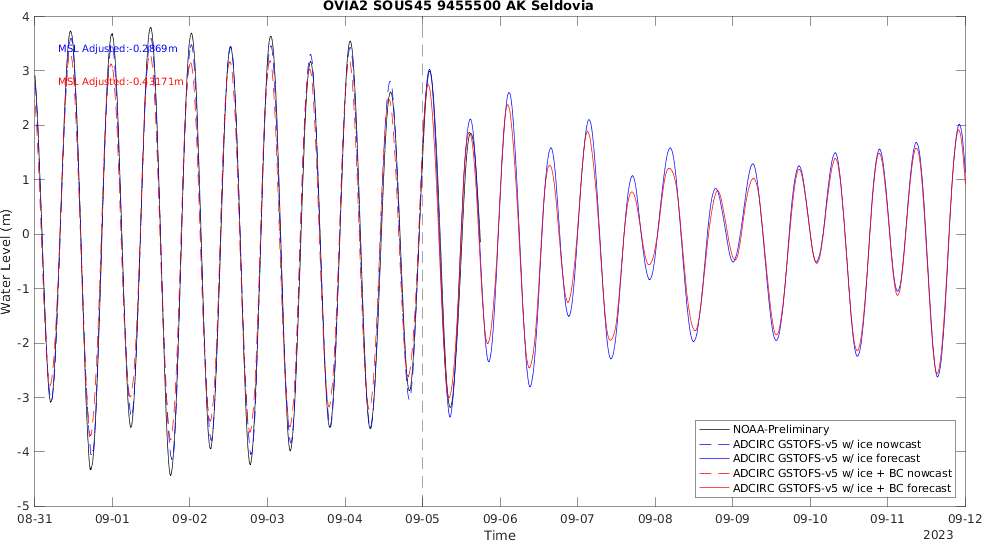 OVIA2 SOUS45 9455500 AK Seldovia
MSL Adjusted:-0.2869m
MSL Adjusted:-0.43171m
Water Level (m)
4
3
2
1
0
-1
-2
-3
-4
-5
NOAA-Preliminary
ADCIRC GSTOFS-v5 w/ ice nowcast
ADCIRC GSTOFS-v5 w/ ice forecast
ADCIRC GSTOFS-v5 w/ ice + BC nowcast
ADCIRC GSTOFS-v5 w/ ice + BC forecast
08-31 09-01 09-02 09-03 09-04 09-05 09-06 09-07 09-08 09-09 09-10 09-11 09-12
Time
2023